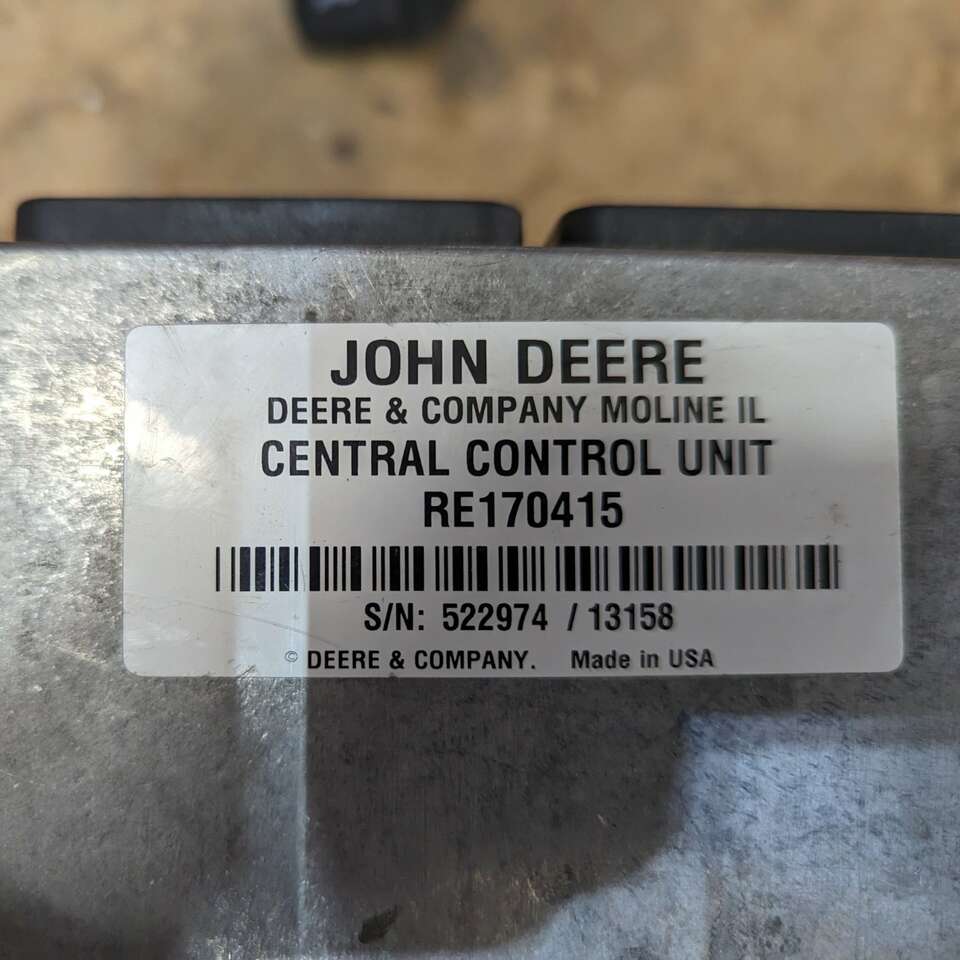 JOHN DEERE
DEERE & COMPANY MOLINE IL
CENTRAL CONTROL UNIT
RE170415
S/N: 522974 / 13158
© DEERE & COMPANY. Made in USA